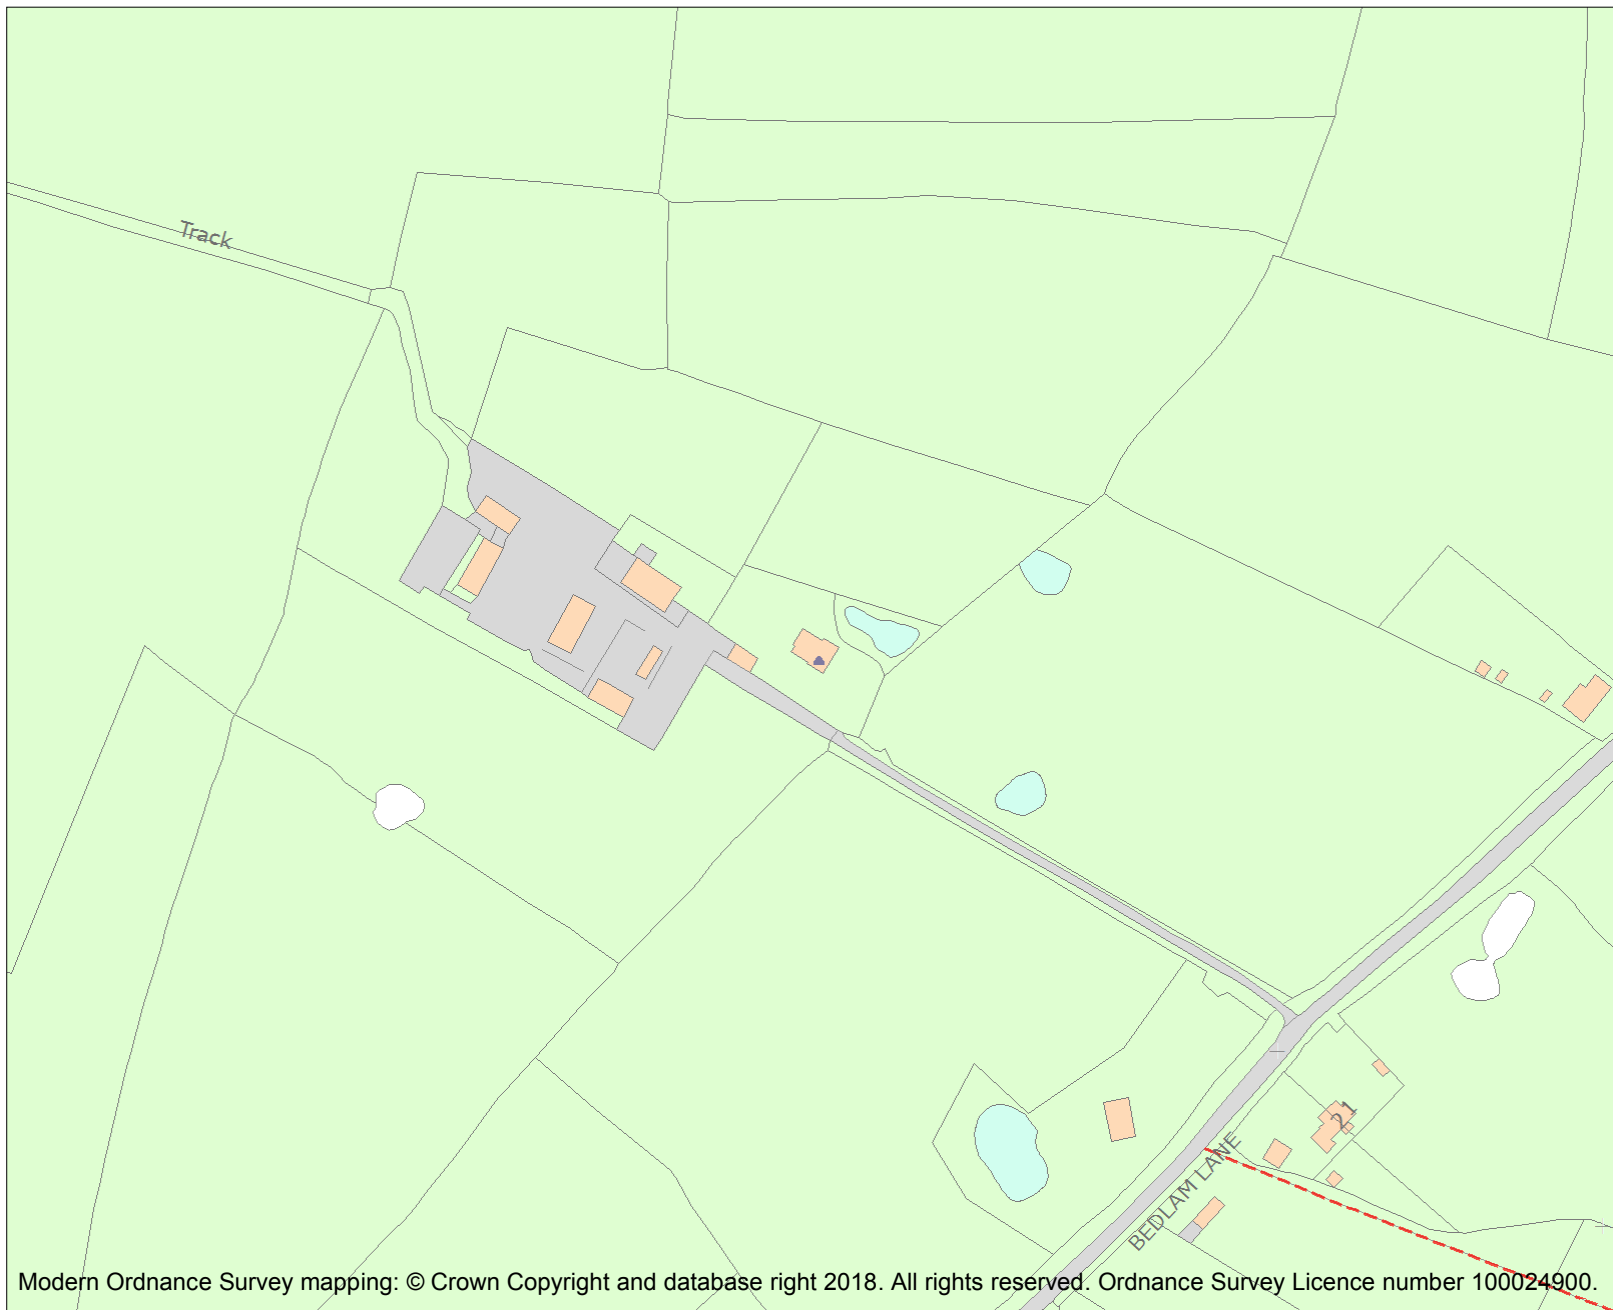 Track
21
BEDLAM LANE
Modern Ordnance Survey mapping: © Crown Copyright and database right 2018. All rights reserved. Ordnance Survey Licence number 100024900.